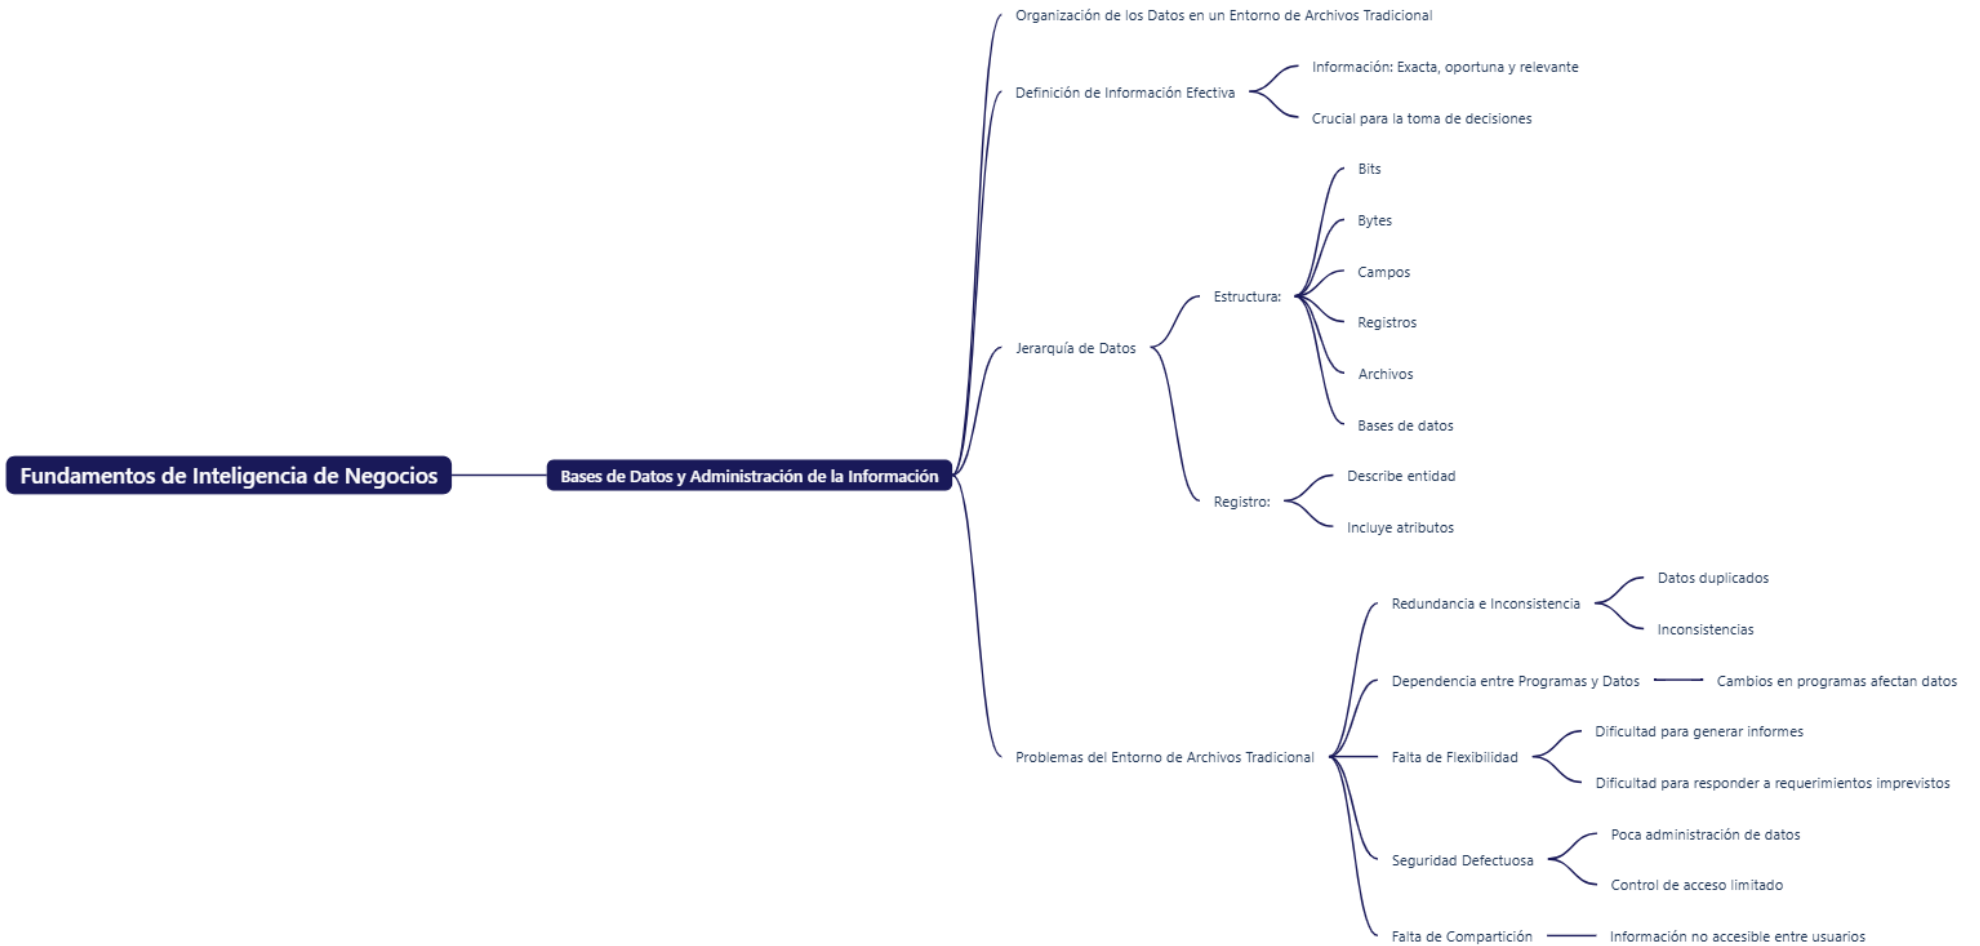 Fundamentos de Inteligencia de Negocios
Bases de Datos y Administración de la Información
Organización de los Datos en un Entorno de Archivos Tradicional
Definición de Información Efectiva
Información: Exacta, oportuna y relevante
Crucial para la toma de decisiones
Jerarquía de Datos
Estructura:
Bits
Bytes
Campos
Registros
Archivos
Bases de datos
Registro:
Describe entidad
Incluye atributos
Problemas del Entorno de Archivos Tradicional
Redundancia e Inconsistencia
Datos duplicados
Inconsistencias
Dependencia entre Programas y Datos
Cambios en programas afectan datos
Falta de Flexibilidad
Dificultad para generar informes
Dificultad para responder a requerimientos imprevistos
Seguridad Defectuosa
Poca administración de datos
Control de acceso limitado
Falta de Compartición
Información no accesible entre usuarios